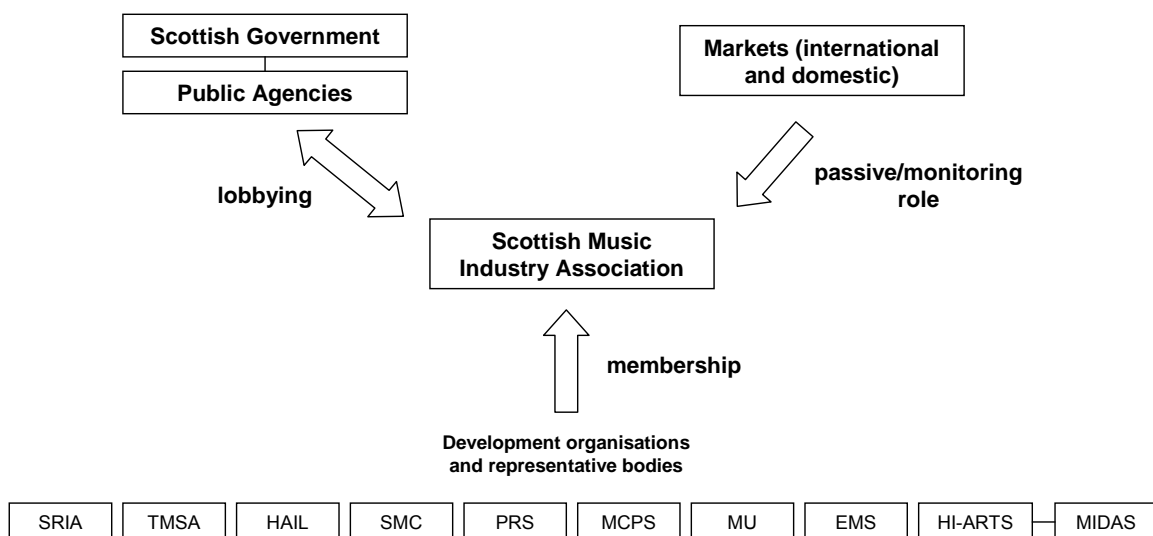 Scottish Government
Public Agencies
Markets (international
and domestic)
lobbying
passive/monitoring
role
Scottish Music
Industry Association
membership
Development organisations
and representative bodies
SRIA
TMSA
HAIL
SMC
PRS
MCPS
MU
EMS
HI-ARTS
MIDAS